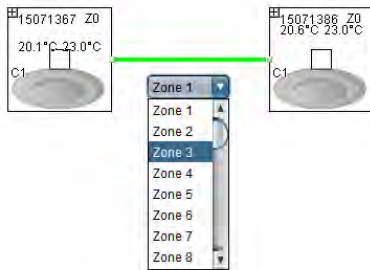 15071367 Z0
20.1°C 23.0°C
C1
15071386 Z0
20.6°C 23.0°C
C1
Zone 1
Zone 1
Zone 2
Zone 3
Zone 4
Zone 5
Zone 6
Zone 7
Zone 8